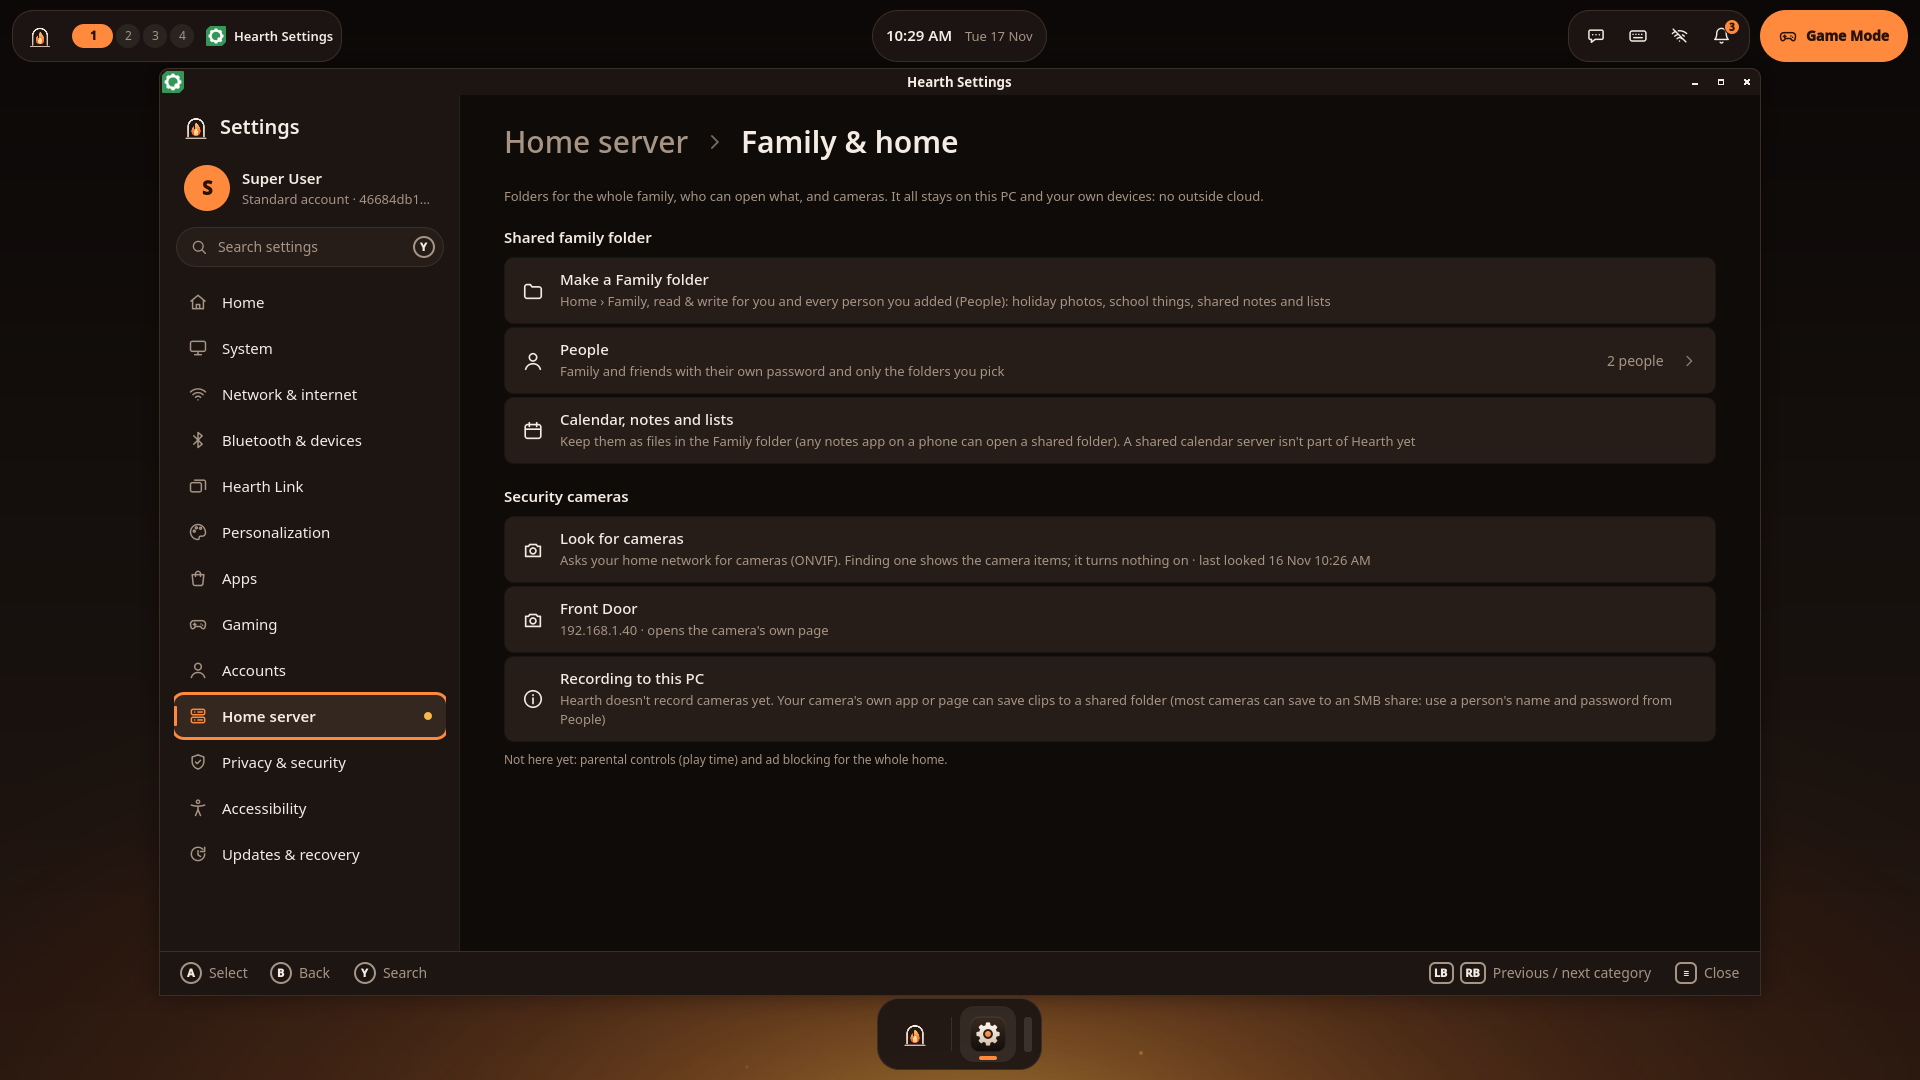 1 2 3 4 Hearth Settings
10:29 AM Tue 17 Nov
3
Game Mode
Hearth Settings
Settings
S
Super User
Standard account · 46684db1...
Search settings Y
Home
System
Network & internet
Bluetooth & devices
Hearth Link
Personalization
Apps
Gaming
Accounts
Home server
Privacy & security
Accessibility
Updates & recovery
Home server Family & home
Folders for the whole family, who can open what, and cameras. It all stays on this PC and your own devices: no outside cloud.
Shared family folder
Make a Family folder
Home › Family, read & write for you and every person you added (People): holiday photos, school things, shared notes and lists
People
Family and friends with their own password and only the folders you pick
2 people
Calendar, notes and lists
Keep them as files in the Family folder (any notes app on a phone can open a shared folder). A shared calendar server isn't part of Hearth yet
Security cameras
Look for cameras
Asks your home network for cameras (ONVIF). Finding one shows the camera items; it turns nothing on · last looked 16 Nov 10:26 AM
Front Door
192.168.1.40 · opens the camera's own page
Recording to this PC
Hearth doesn't record cameras yet. Your camera's own app or page can save clips to a shared folder (most cameras can save to an SMB share: use a person's name and password from
People)
Not here yet: parental controls (play time) and ad blocking for the whole home.
A Select B Back Y Search
LB RB Previous / next category ≡ Close